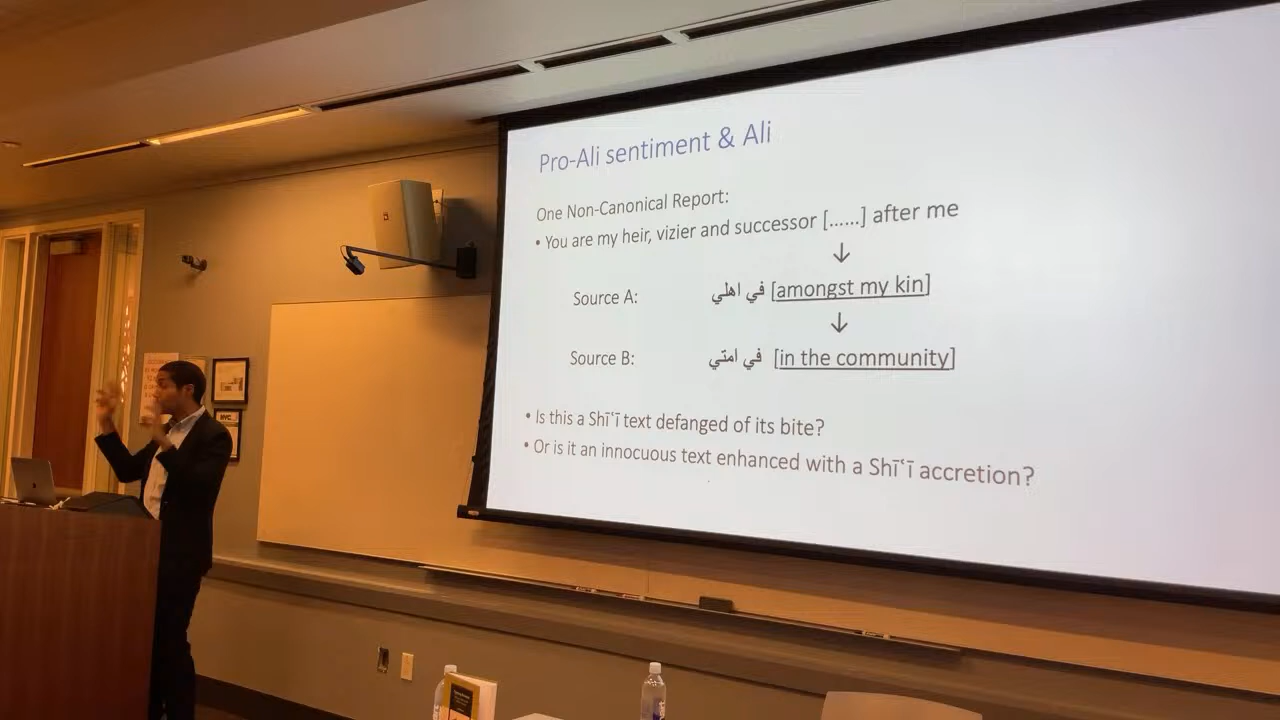 Pro-Ali sentiment & Ali
One Non-Canonical Report:
• You are my heir, vizier and successor [......] after me
↓
Source A: في اهلي [amongst my kin]
↓
Source B: في امتي [in the community]
• Is this a Shīʿī text defanged of its bite?
• Or is it an innocuous text enhanced with a Shīʿī accretion?
NYC